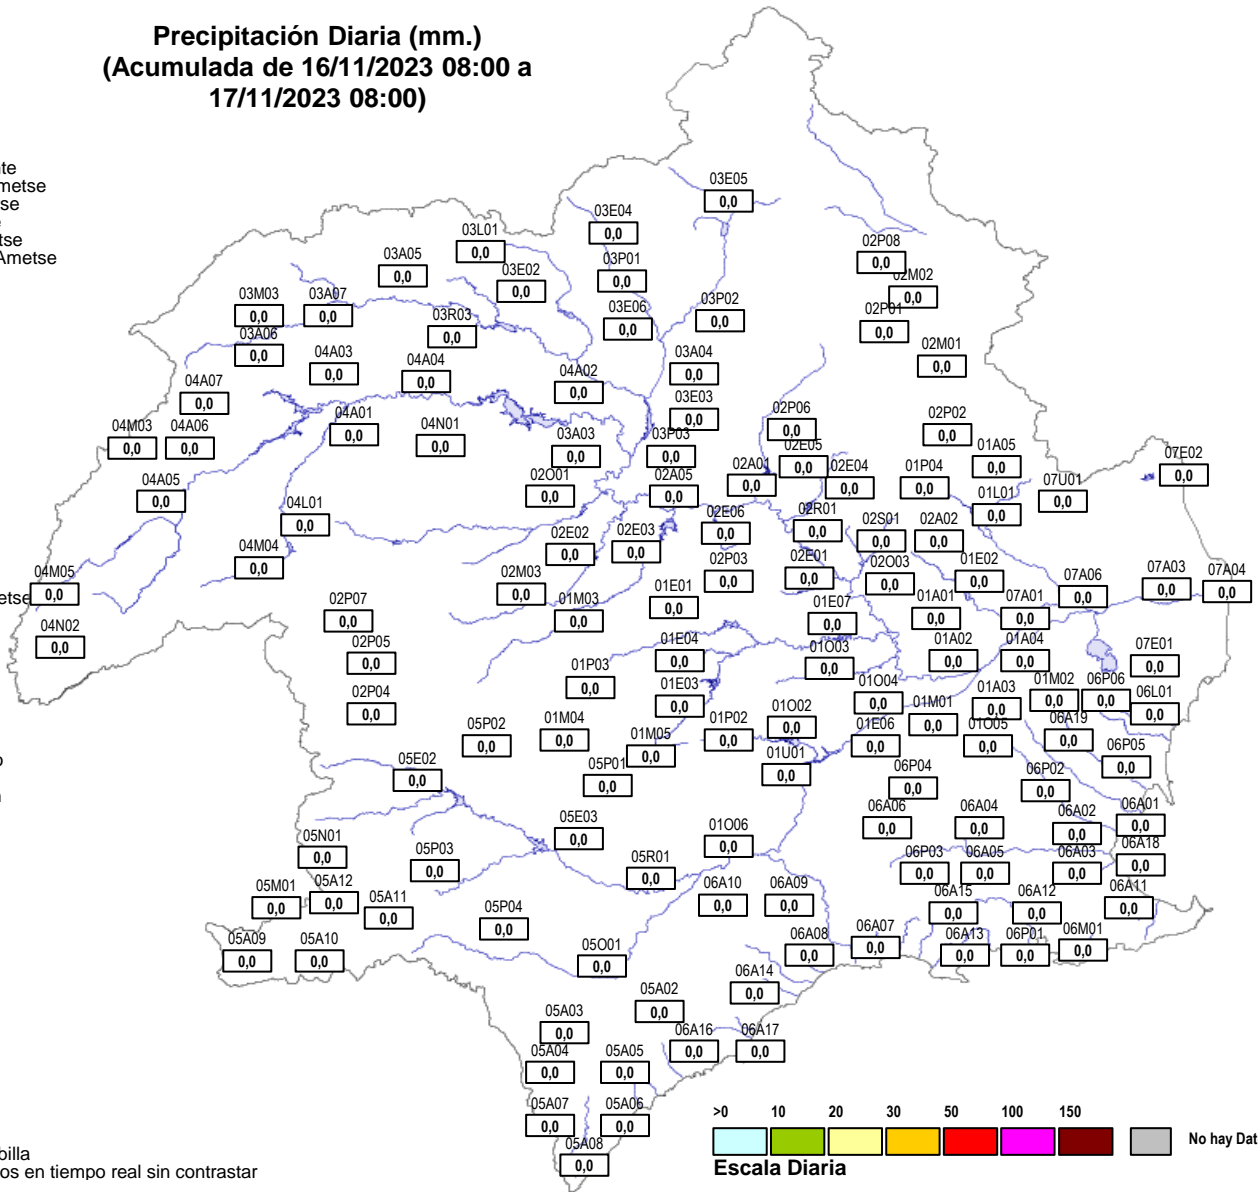 Precipitación Diaria (mm.)
(Acumulada de 16/11/2023 08:00 a
17/11/2023 08:00)
03E05
0,0
03E04
0,0
03L01
0,0
03A05
0,0
03P01
0,0
03E02
0,0
02P08
0,0
02M02
0,0
03M03
0,0
03A07
0,0
03R03
0,0
03E06
0,0
03P02
0,0
02P01
0,0
03A06
0,0
04A03
0,0
04A04
0,0
04A02
0,0
03A04
0,0
02M01
0,0
04A07
0,0
03E03
0,0
04M03
0,0
04A06
0,0
04A01
0,0
04N01
0,0
03A03
0,0
03P03
0,0
02P06
0,0
02E05
0,0
02P02
0,0
01A05
0,0
07E02
0,0
04A05
0,0
02O01
0,0
02A05
0,0
02A01
0,0
02E04
0,0
01P04
0,0
01L01
0,0
07U01
0,0
04L01
0,0
02E02
0,0
02E03
0,0
02E06
0,0
02R01
0,0
02S01
0,0
02A02
0,0
04M04
0,0
02M03
0,0
01M03
0,0
01E01
0,0
02P03
0,0
02E01
0,0
02O03
0,0
01E02
0,0
07A06
0,0
07A03
0,0
07A04
0,0
04M05
0,0
etse
04N02
0,0
02P07
0,0
02P05
0,0
02P04
0,0
01E07
0,0
01A01
0,0
07A01
0,0
01E04
0,0
01O03
0,0
01A02
0,0
01A04
0,0
07E01
0,0
01P03
0,0
01E03
0,0
01O04
0,0
01M01
0,0
01A03
0,0
01M02
0,0
06P06
0,0
06L01
0,0
05P02
0,0
01M04
0,0
01M05
0,0
01P02
0,0
01O02
0,0
01E06
0,0
01O05
0,0
06A19
0,0
06P05
0,0
05E02
0,0
05P01
0,0
01U01
0,0
06P04
0,0
06P02
0,0
05E03
0,0
01O06
0,0
06A06
0,0
06A04
0,0
06A02
0,0
06A01
0,0
05N01
0,0
05P03
0,0
05R01
0,0
06P03
0,0
06A05
0,0
06A03
0,0
06A18
0,0
05M01
0,0
05A12
0,0
05A11
0,0
05P04
0,0
06A10
0,0
06A09
0,0
06A15
0,0
06A12
0,0
06A11
0,0
05A09
0,0
05A10
0,0
05O01
0,0
06A08
0,0
06A07
0,0
06A13
0,0
06P01
0,0
06M01
0,0
05A02
0,0
06A14
0,0
05A03
0,0
06A16
0,0
06A17
0,0
05A04
0,0
05A05
0,0
05A07
0,0
05A06
0,0
05A08
0,0
>0 10 20 30 50 100 150
No hay Dat
Escala Diaria
nte
metse
tse
Ametse
billa
os en tiempo real sin contrastar